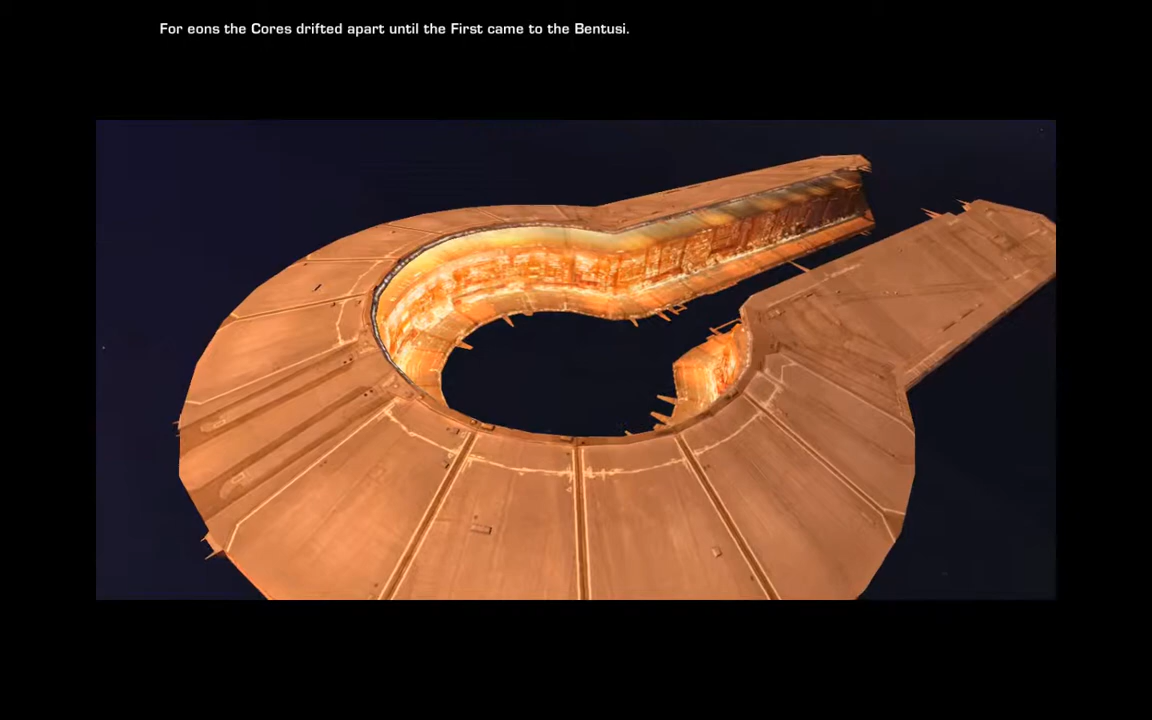 For eons the Cores drifted apart until the First came to the Bentusi.